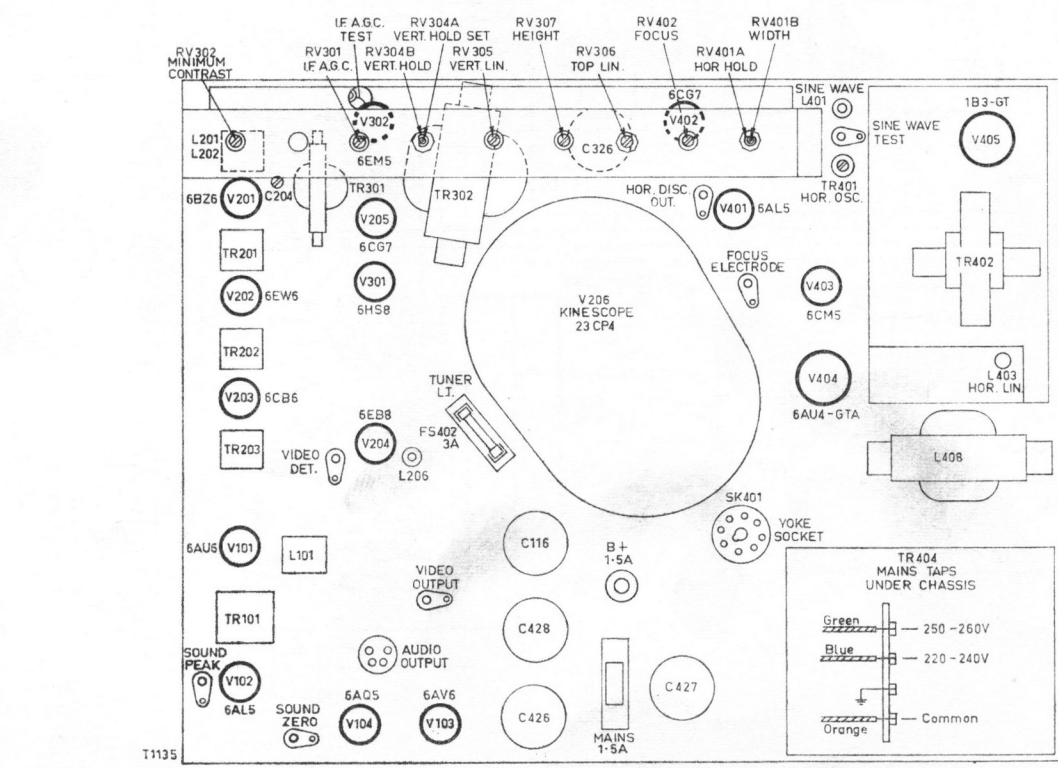 I.F. A.G.C.
TEST
RV304A
VERT. HOLD SET
RV307
HEIGHT
RV402
FOCUS
RV401B
WIDTH
RV302
MINIMUM
CONTRAST
RV301
I.F. A.G.C.
RV304B
VERT. HOLD
RV305
VERT. LIN.
RV306
TOP LIN.
RV401A
HOR HOLD
6CG7
SINE WAVE
L401
1B3-GT
V302
V402
L201
L202
C326
SINE WAVE
TEST
V405
6EM5
TR401
HOR. OSC.
6BZ6
V201
C204
TR301
TR302
HOR. DISC.
OUT.
V401
6AL5
V205
6CG7
TR201
FOCUS
ELECTRODE
TR402
V202
6EW6
V301
6HS8
V206
KINESCOPE
23CP4
V403
6CM5
TR202
TUNER
L.T.
V404
L403
HOR. LIN.
V203
6CB6
6EB8
FS402
3A
6AU4-GTA
V204
TR203
VIDEO
DET.
L206
L408
SK401
YOKE
SOCKET
6AU6
V101
L101
C116
B+
1·5A
TR404
MAINS TAPS
UNDER CHASSIS
VIDEO
OUTPUT
TR101
C428
Green
250-260V
Blue
220-240V
SOUND
PEAK
AUDIO
OUTPUT
V102
6AL5
C427
SOUND
ZERO
6AQ5
V104
6AV6
V103
C426
Common
Orange
MAINS
1·5A
T1135